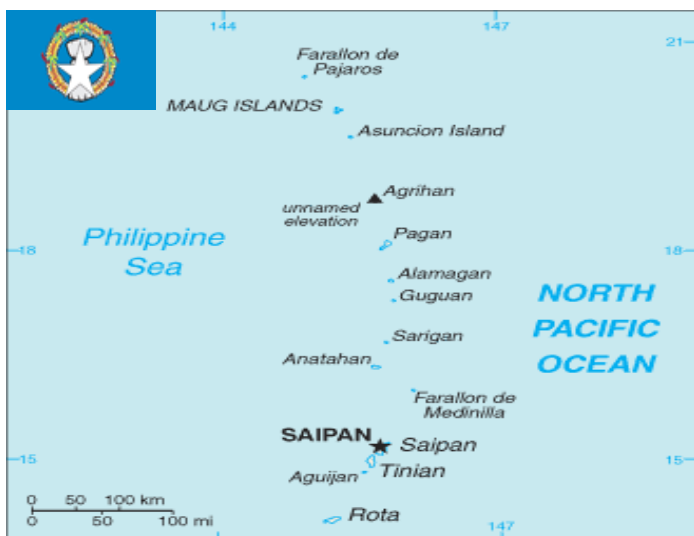 144 147
21
Farallon de
Pajaros
MAUG ISLANDS
Asuncion Island
Agrihan
unnamed
elevation
Pagan
Philippine
Sea
18 18
Alamagan
Guguan
NORTH
PACIFIC
OCEAN
Sarigan
Anatahan
Farallon de
Medinilla
SAIPAN Saipan
15 15
Tinian
Aguijan
0 50 100 km
0 50 100 mi
Rota
147